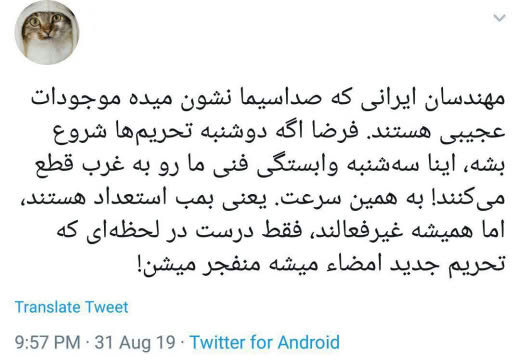 مهندسان ایرانی که صداسیما نشون میده موجودات
عجیبی هستند. فرضا اگه دوشنبه تحریم‌ها شروع
بشه، اینا سه‌شنبه وابستگی فنی ما رو به غرب قطع
می‌کنند! به همین سرعت. یعنی بمب استعداد هستند،
اما همیشه غیرفعالند، فقط درست در لحظه‌ای که
تحریم جدید امضاء میشه منفجر میشن!
Translate Tweet
9:57 PM · 31 Aug 19 · Twitter for Android